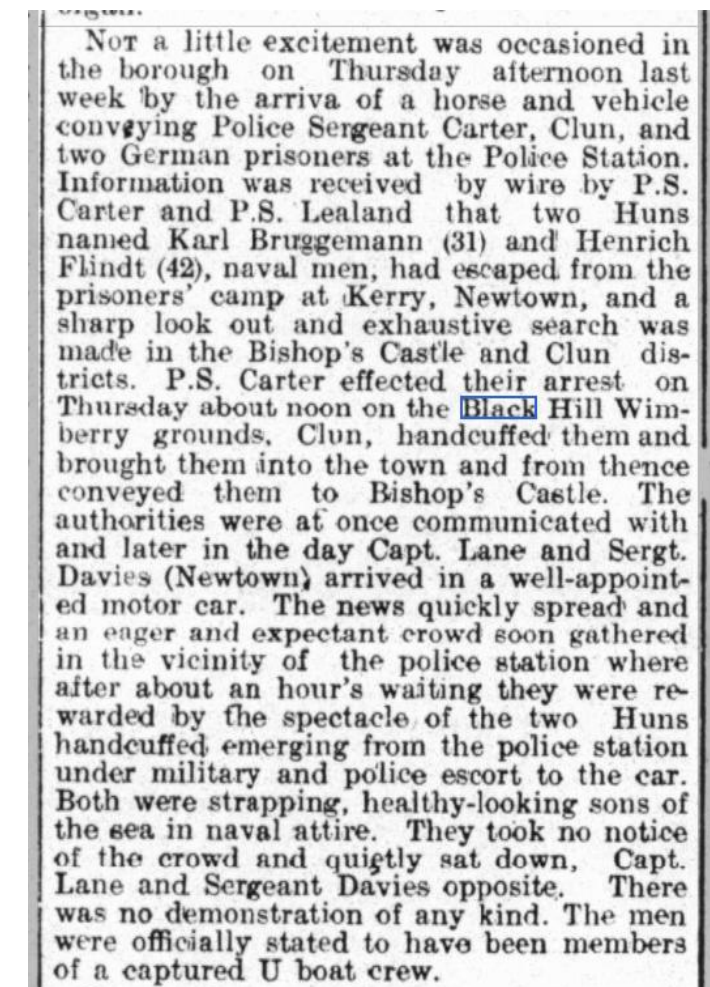 NOT a little excitement was occasioned in
the borough on Thursday afternoon last
week by the arriva of a horse and vehicle
conveying Police Sergeant Carter, Clun, and
two German prisoners at the Police Station.
Information was received by wire by P.S.
Carter and P.S. Lealand that two Huns
named Karl Bruggemann (31) and Henrich
Flindt (42), naval men, had escaped from the
prisoners' camp at Kerry, Newtown, and a
sharp look out and exhaustive search was
made in the Bishop's Castle and Clun dis-
tricts. P.S. Carter effected their arrest on
Thursday about noon on the Black Hill Wim-
berry grounds, Clun, handcuffed them and
brought them into the town and from thence
conveyed them to Bishop's Castle. The
authorities were at once communicated with
and later in the day Capt. Lane and Sergt.
Davies (Newtown) arrived in a well-appoint-
ed motor car. The news quickly spread and
an eager and expectant crowd soon gathered
in the vicinity of the police station where
after about an hour's waiting they were re-
warded by the spectacle of the two Huns
handcuffed emerging from the police station
under military and police escort to the car.
Both were strapping, healthy-looking sons of
the sea in naval attire. They took no notice
of the crowd and quietly sat down, Capt.
Lane and Sergeant Davies opposite. There
was no demonstration of any kind. The men
were officially stated to have been members
of a captured U boat crew.